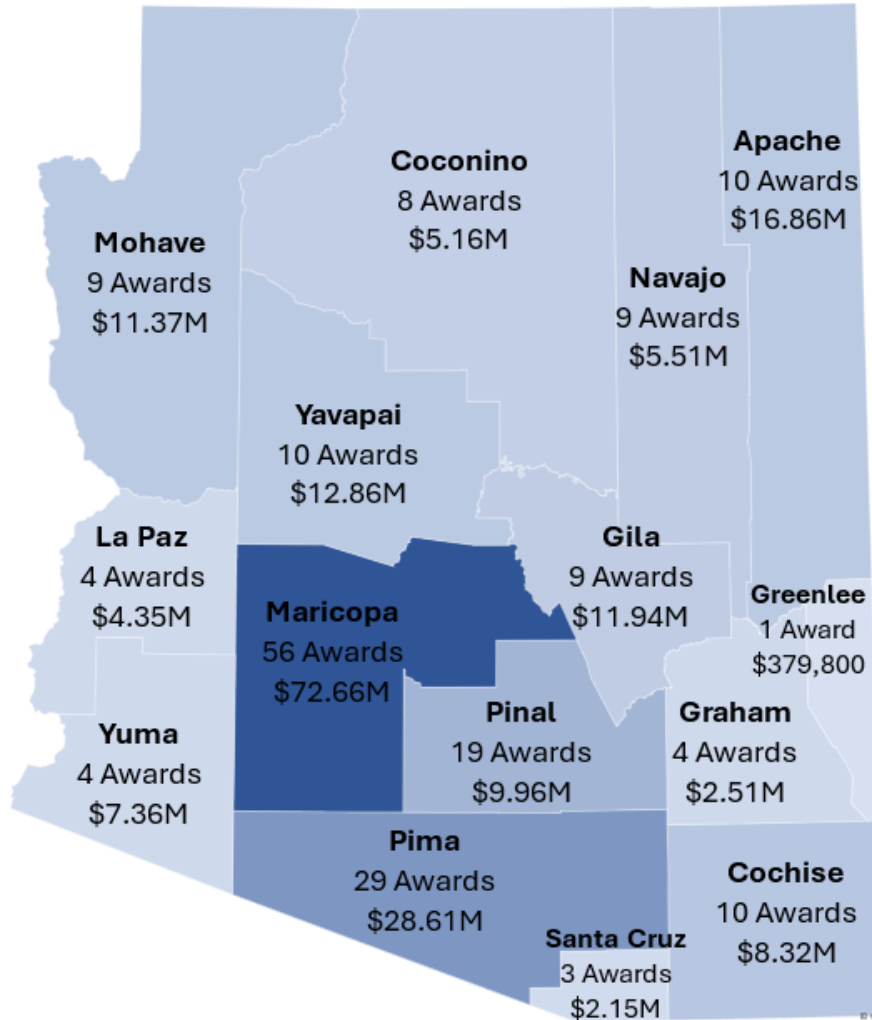 Coconino
8 Awards
$5.16M
Apache
10 Awards
$16.86M
Mohave
9 Awards
$11.37M
Navajo
9 Awards
$5.51M
Yavapai
10 Awards
$12.86M
La Paz
4 Awards
$4.35M
Gila
9 Awards
$11.94M
Greenlee
1 Award
$379,800
Maricopa
56 Awards
$72.66M
Pinal
19 Awards
$9.96M
Graham
4 Awards
$2.51M
Yuma
4 Awards
$7.36M
Pima
29 Awards
$28.61M
Cochise
10 Awards
$8.32M
Santa Cruz
3 Awards
$2.15M